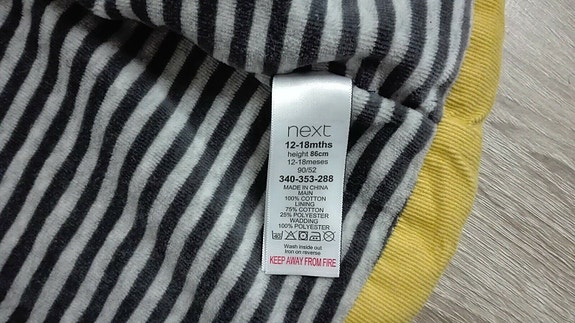 next
12-18mths
height 86cm
12-18meses
90/52
340-353-288
MADE IN CHINA
MAIN
100% COTTON
LINING
75% COTTON
25% POLYESTER
WADDING
100% POLYESTER
Wash inside out
Iron on reverse
KEEP AWAY FROM FIRE